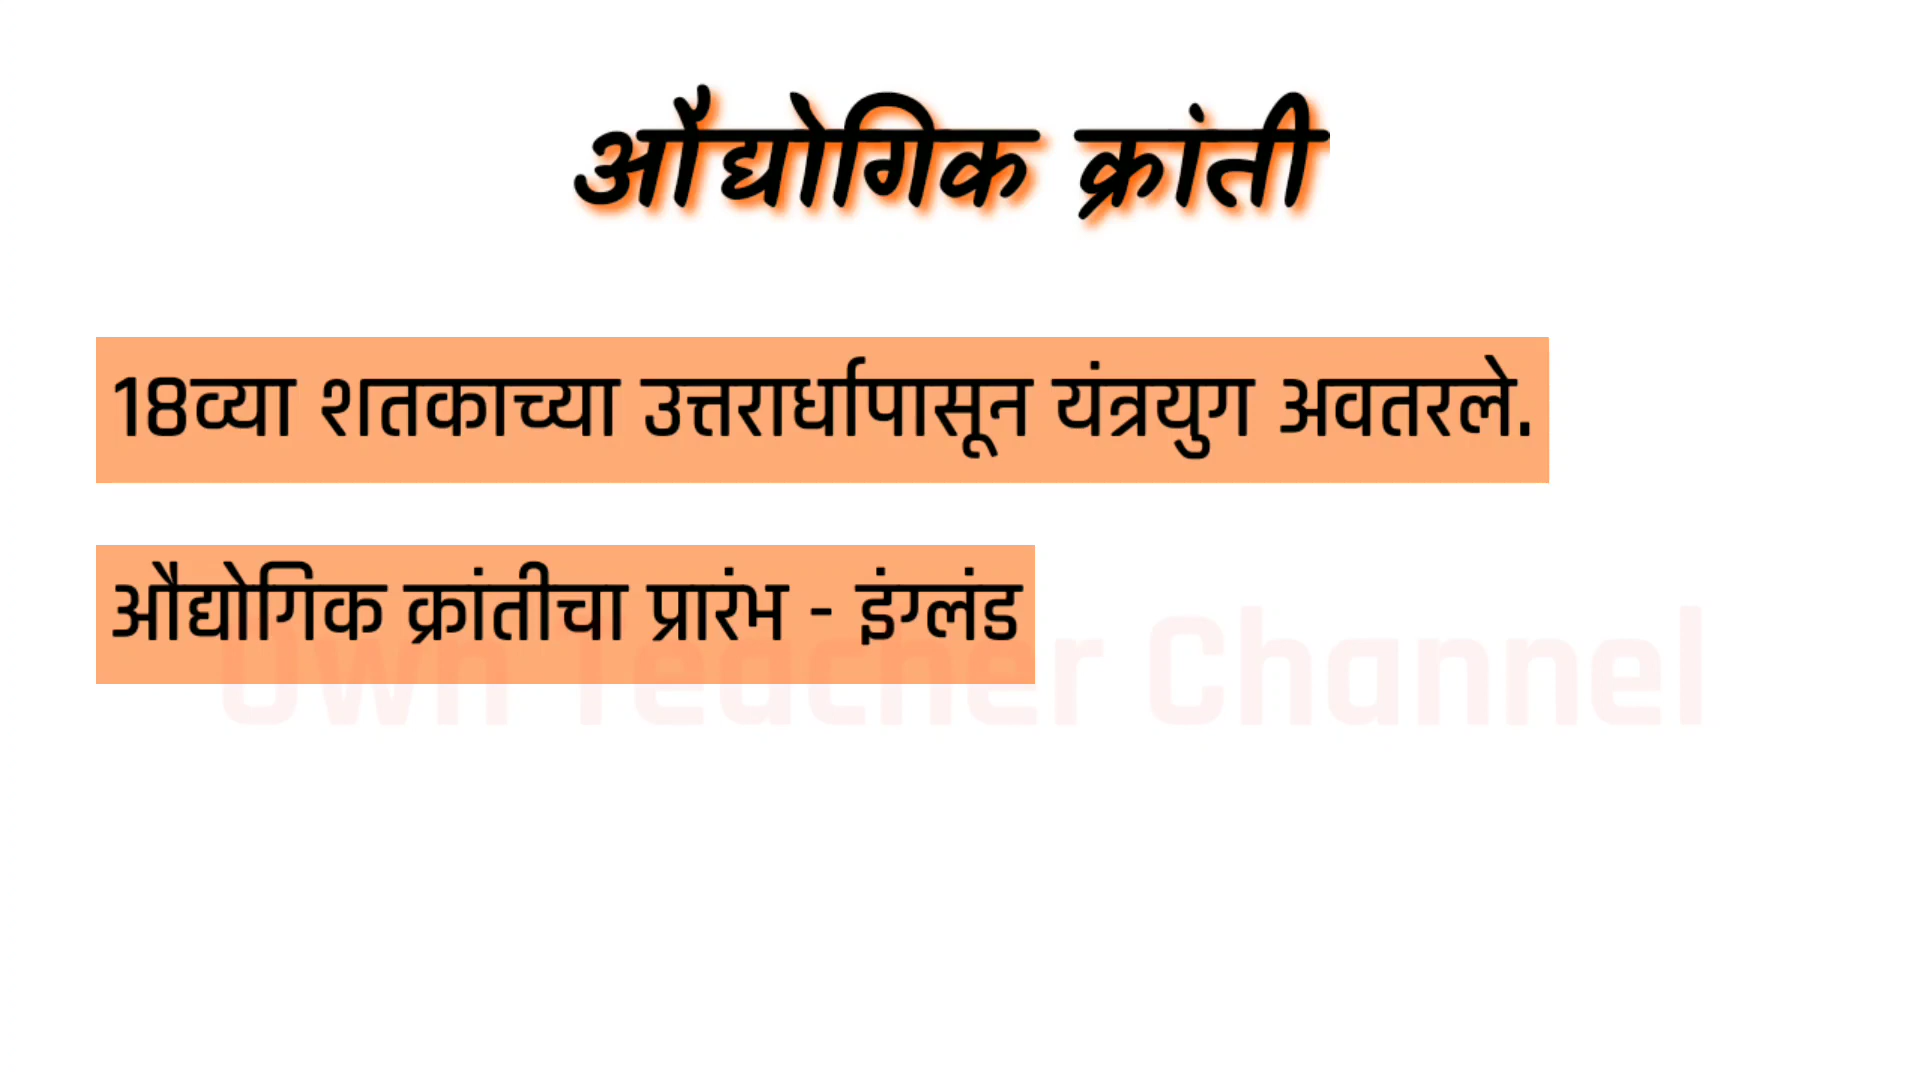 औद्योगिक क्रांती
18व्या शतकाच्या उत्तरार्धापासून यंत्रयुग अवतरले.
औद्योगिक क्रांतीचा प्रारंभ - इंग्लंड
Own Teacher Channel